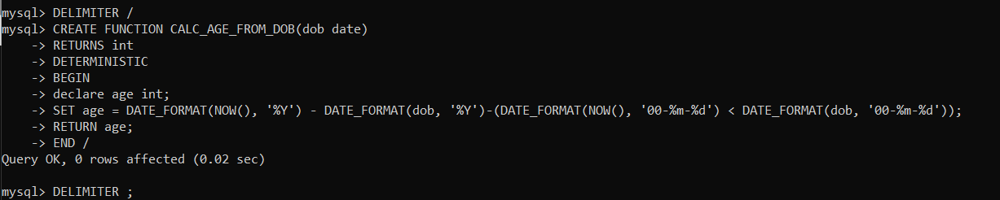 mysql> DELIMITER /
mysql> CREATE FUNCTION CALC_AGE_FROM_DOB(dob date)
    -> RETURNS int
    -> DETERMINISTIC
    -> BEGIN
    -> declare age int;
    -> SET age = DATE_FORMAT(NOW(), '%Y') - DATE_FORMAT(dob, '%Y')-(DATE_FORMAT(NOW(), '00-%m-%d') < DATE_FORMAT(dob, '00-%m-%d'));
    -> RETURN age;
    -> END /
Query OK, 0 rows affected (0.02 sec)
mysql> DELIMITER ;